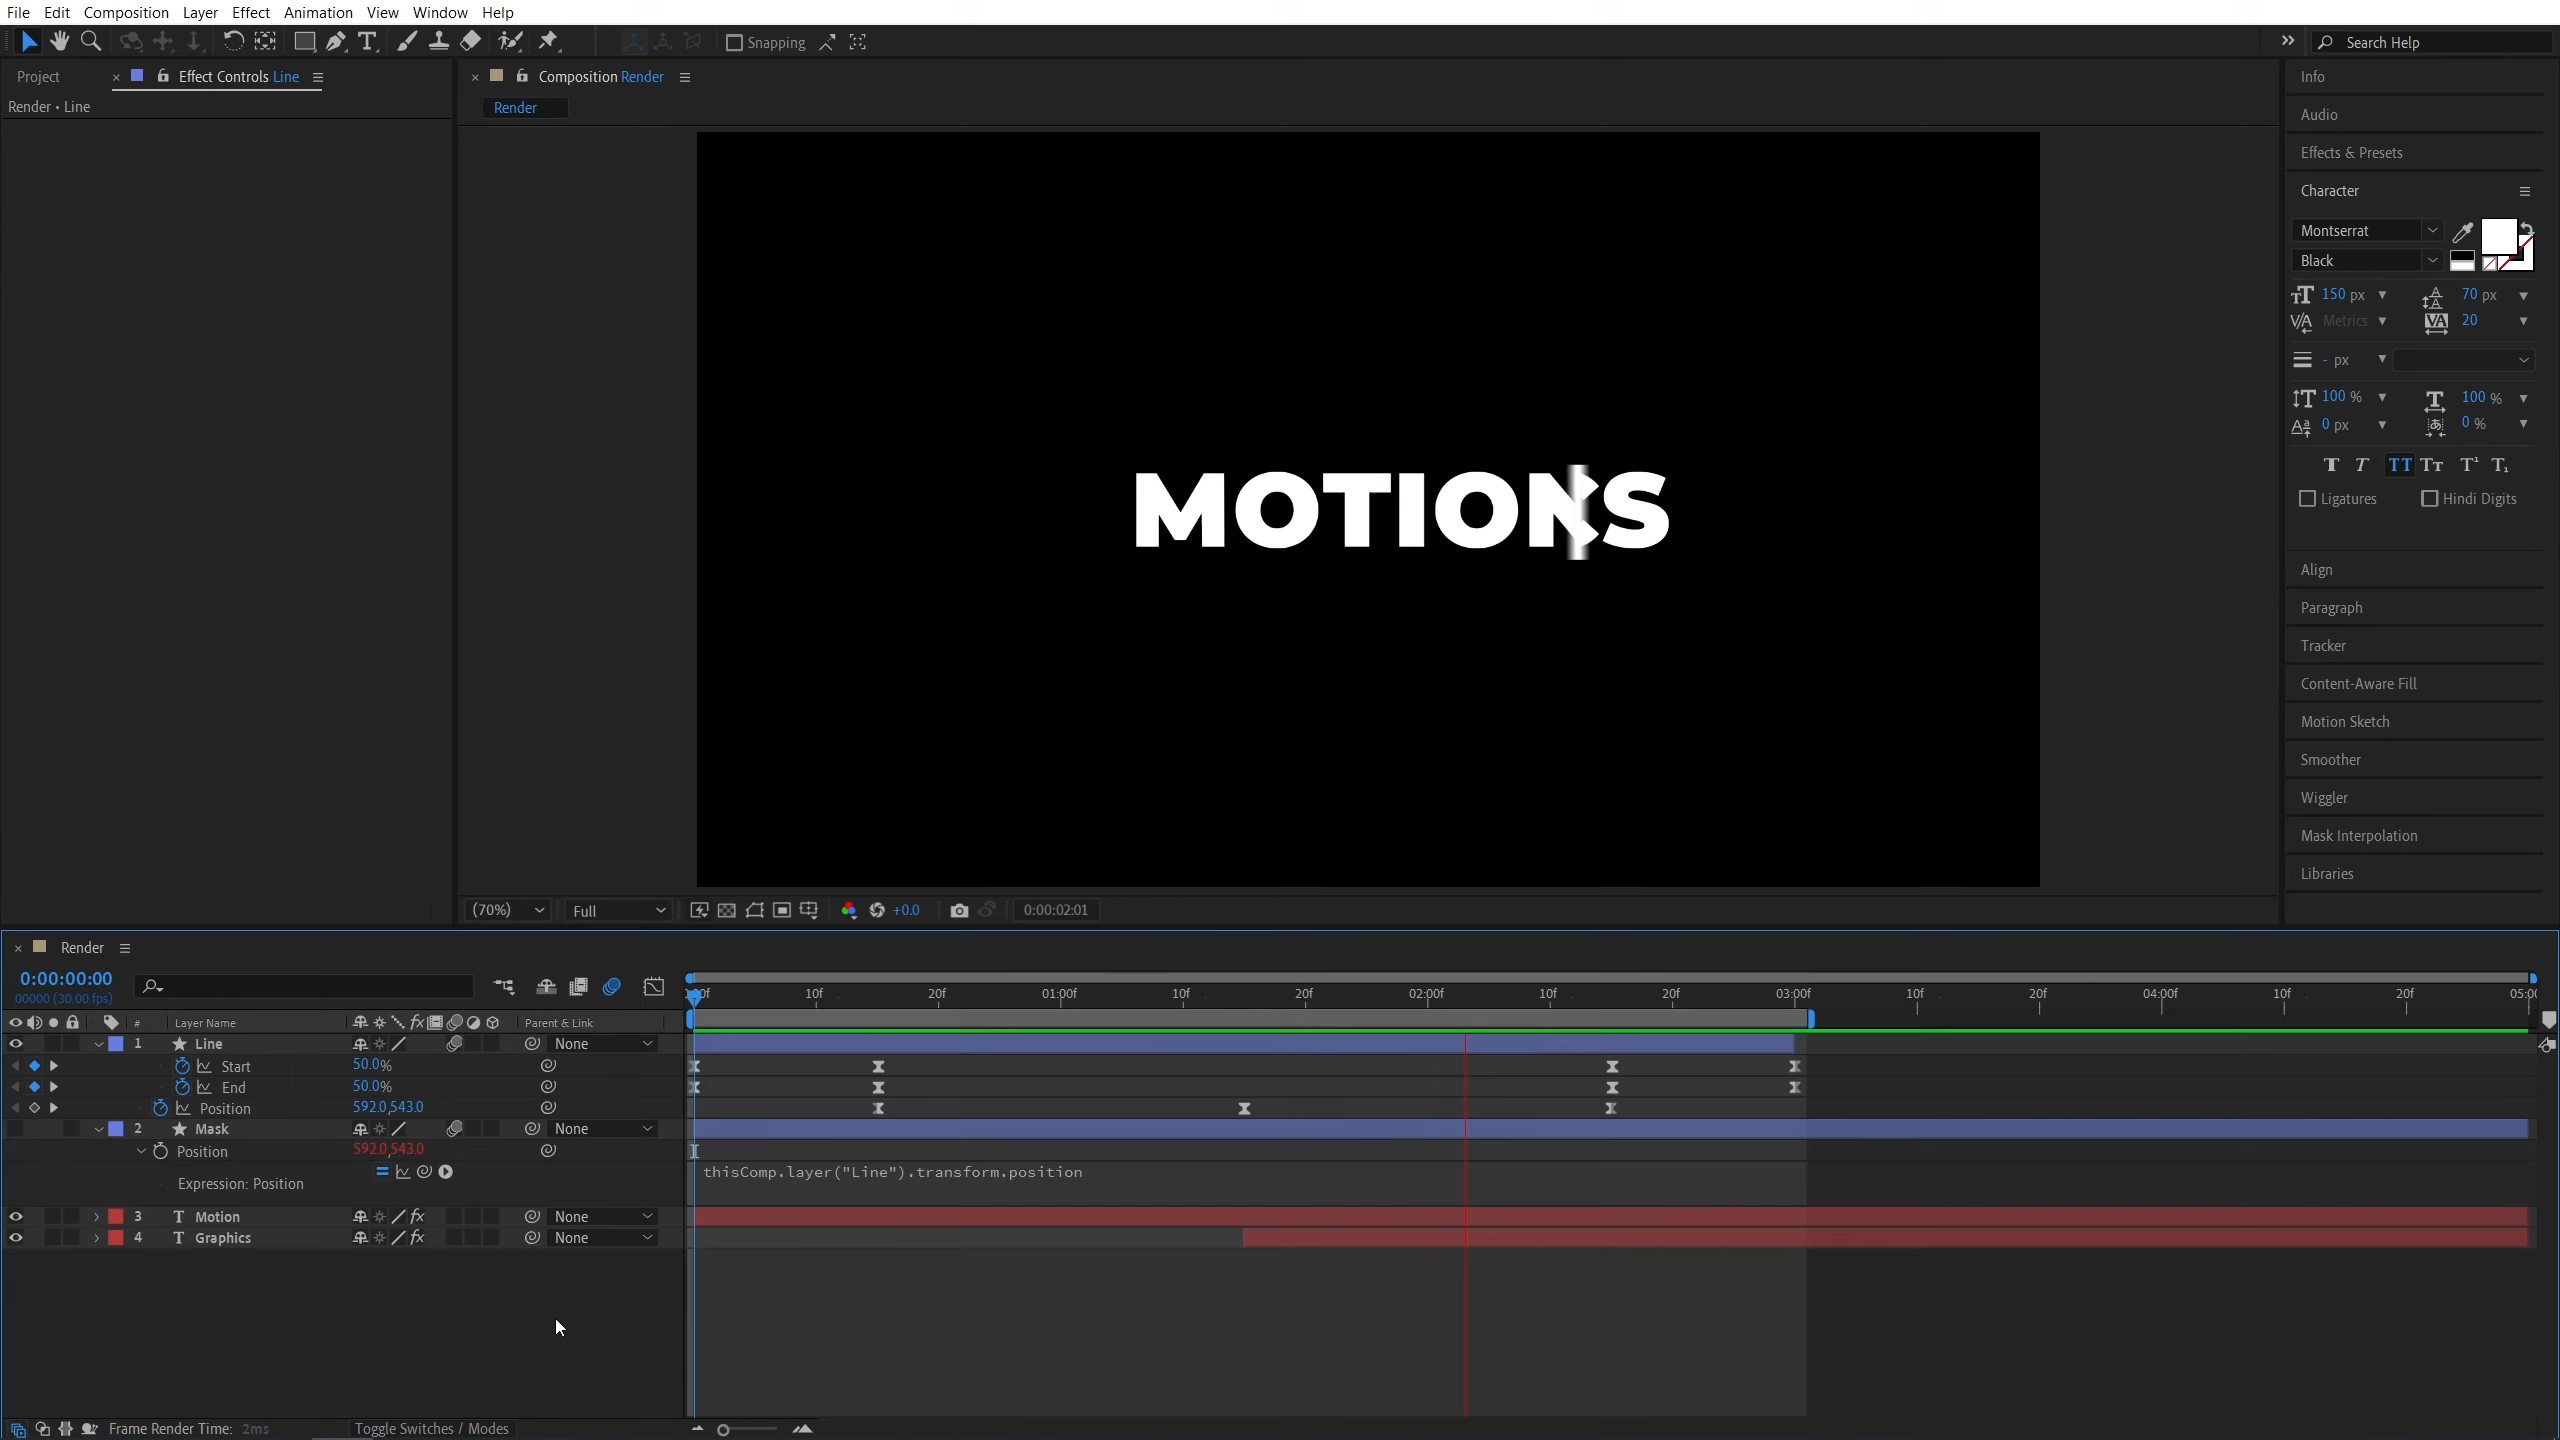 File Edit Composition Layer Effect Animation View Window Help
Snapping
Search Help
Project
Effect Controls Line
Render • Line
Composition Render
Render
MOTIONS
(70%) Full +0.0 0:00:02:01
Info
Audio
Effects & Presets
Character
Montserrat
Black
150 px 70 px
Metrics 20
- px
100 % 100 %
0 px 0 %
Ligatures Hindi Digits
Align
Paragraph
Tracker
Content-Aware Fill
Motion Sketch
Smoother
Wiggler
Mask Interpolation
Libraries
Render
0:00:00:00
00000 (30.00 fps)
:00f 10f 20f 01:00f 10f 20f 02:00f 10f 20f 03:00f 10f 20f 04:00f 10f 20f 05:00
# Layer Name Parent & Link
1 Line None
Start 50.0%
End 50.0%
Position 592.0,543.0
2 Mask None
Position 592.0,543.0
thisComp.layer("Line").transform.position
Expression: Position
3 T Motion None
4 T Graphics None
Frame Render Time: 2ms Toggle Switches / Modes